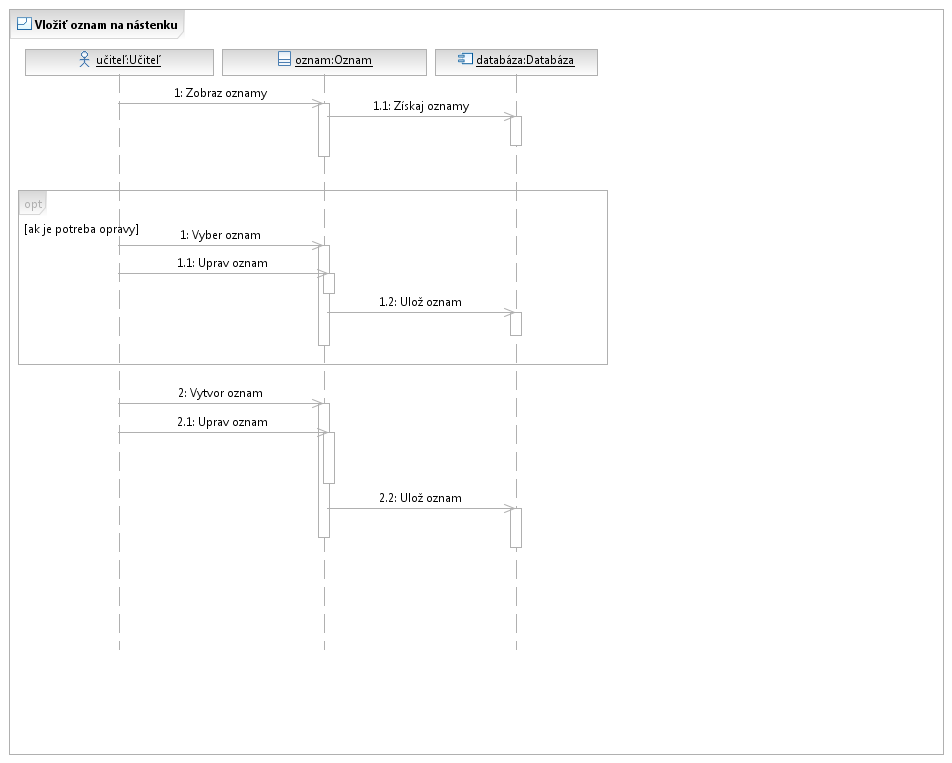 Vložiť oznam na nástenku
učiteľ:Učiteľ
oznam:Oznam
databáza:Databáza
1: Zobraz oznamy
1.1: Získaj oznamy
opt
[ak je potreba opravy]
1: Vyber oznam
1.1: Uprav oznam
1.2: Ulož oznam
2: Vytvor oznam
2.1: Uprav oznam
2.2: Ulož oznam